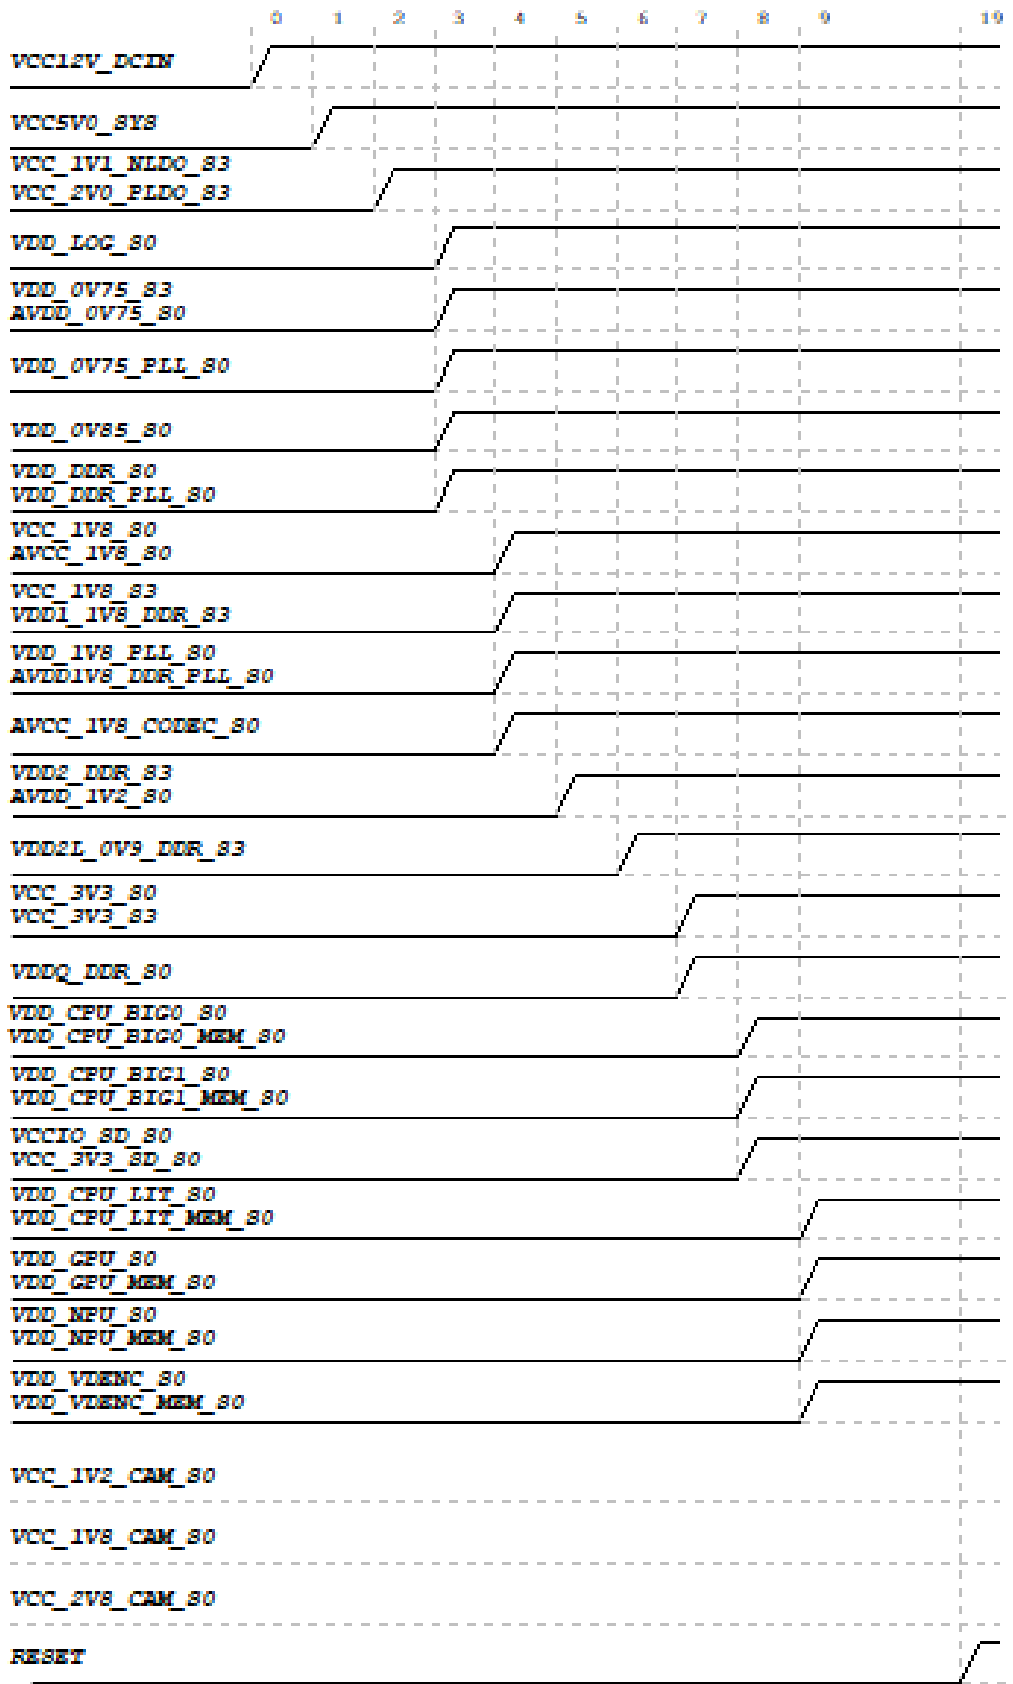 0 1 2 3 4 5 6 7 8 9 19
VCC12V_DCIN
VCC5V0_SYS
VCC_1V1_NLDO_S3
VCC_2V0_PLDO_S3
VDD_LOG_S0
VDD_0V75_S3
AVDD_0V75_S0
VDD_0V75_PLL_S0
VDD_0V85_S0
VDD_DDR_S0
VDD_DDR_PLL_S0
VCC_1V8_S0
AVCC_1V8_S0
VCC_1V8_S3
VDD1_1V8_DDR_S3
VDD_1V8_PLL_S0
AVDD1V8_DDR_PLL_S0
AVCC_1V8_CODEC_S0
VDD2_DDR_S3
AVDD_1V2_S0
VDD2L_0V9_DDR_S3
VCC_3V3_S0
VCC_3V3_S3
VDDQ_DDR_S0
VDD_CPU_BIG0_S0
VDD_CPU_BIG0_MEM_S0
VDD_CPU_BIG1_S0
VDD_CPU_BIG1_MEM_S0
VCCIO_SD_S0
VCC_3V3_SD_S0
VDD_CPU_LIT_S0
VDD_CPU_LIT_MEM_S0
VDD_GPU_S0
VDD_GPU_MEM_S0
VDD_NPU_S0
VDD_NPU_MEM_S0
VDD_VDENC_S0
VDD_VDENC_MEM_S0
VCC_1V2_CAM_S0
VCC_1V8_CAM_S0
VCC_2V8_CAM_S0
RESET